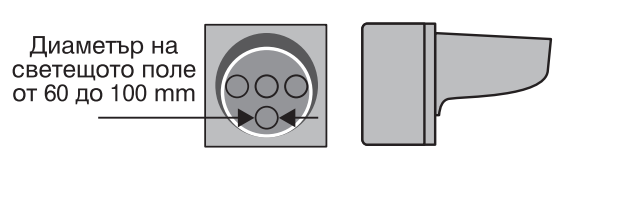 Диаметър на
светещото поле
от 60 до 100 mm